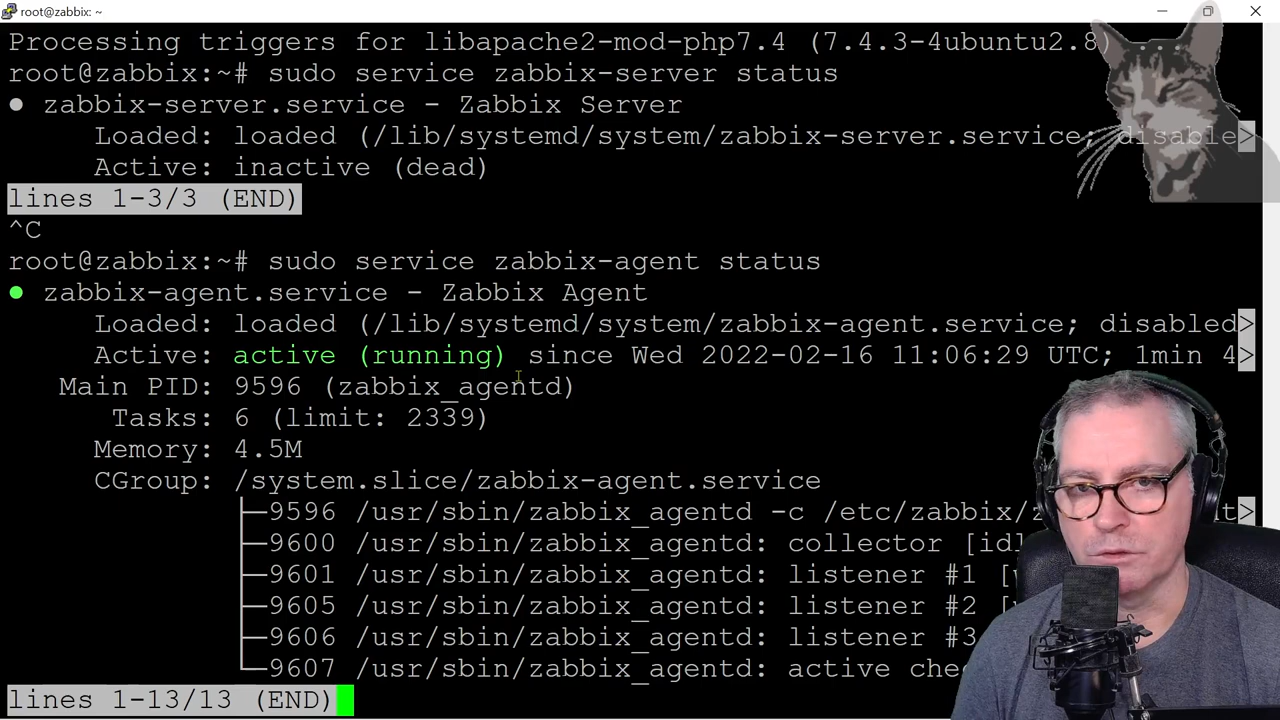 root@zabbix: ~
Processing triggers for libapache2-mod-php7.4 (7.4.3-4ubuntu2.8) ...
root@zabbix:~# sudo service zabbix-server status
● zabbix-server.service - Zabbix Server
Loaded: loaded (/lib/systemd/system/zabbix-server.service; disable>
Active: inactive (dead)
lines 1-3/3 (END)
^C
root@zabbix:~# sudo service zabbix-agent status
● zabbix-agent.service - Zabbix Agent
Loaded: loaded (/lib/systemd/system/zabbix-agent.service; disabled>
Active: active (running) since Wed 2022-02-16 11:06:29 UTC; 1min 4>
Main PID: 9596 (zabbix_agentd)
Tasks: 6 (limit: 2339)
Memory: 4.5M
CGroup: /system.slice/zabbix-agent.service
├─9596 /usr/sbin/zabbix_agentd -c /etc/zabbix/
├─9600 /usr/sbin/zabbix_agentd: collector
├─9601 /usr/sbin/zabbix_agentd: listener #1
├─9605 /usr/sbin/zabbix_agentd: listener #2
├─9606 /usr/sbin/zabbix_agentd: listener #3
└─9607 /usr/sbin/zabbix_agentd: active
lines 1-13/13 (END)